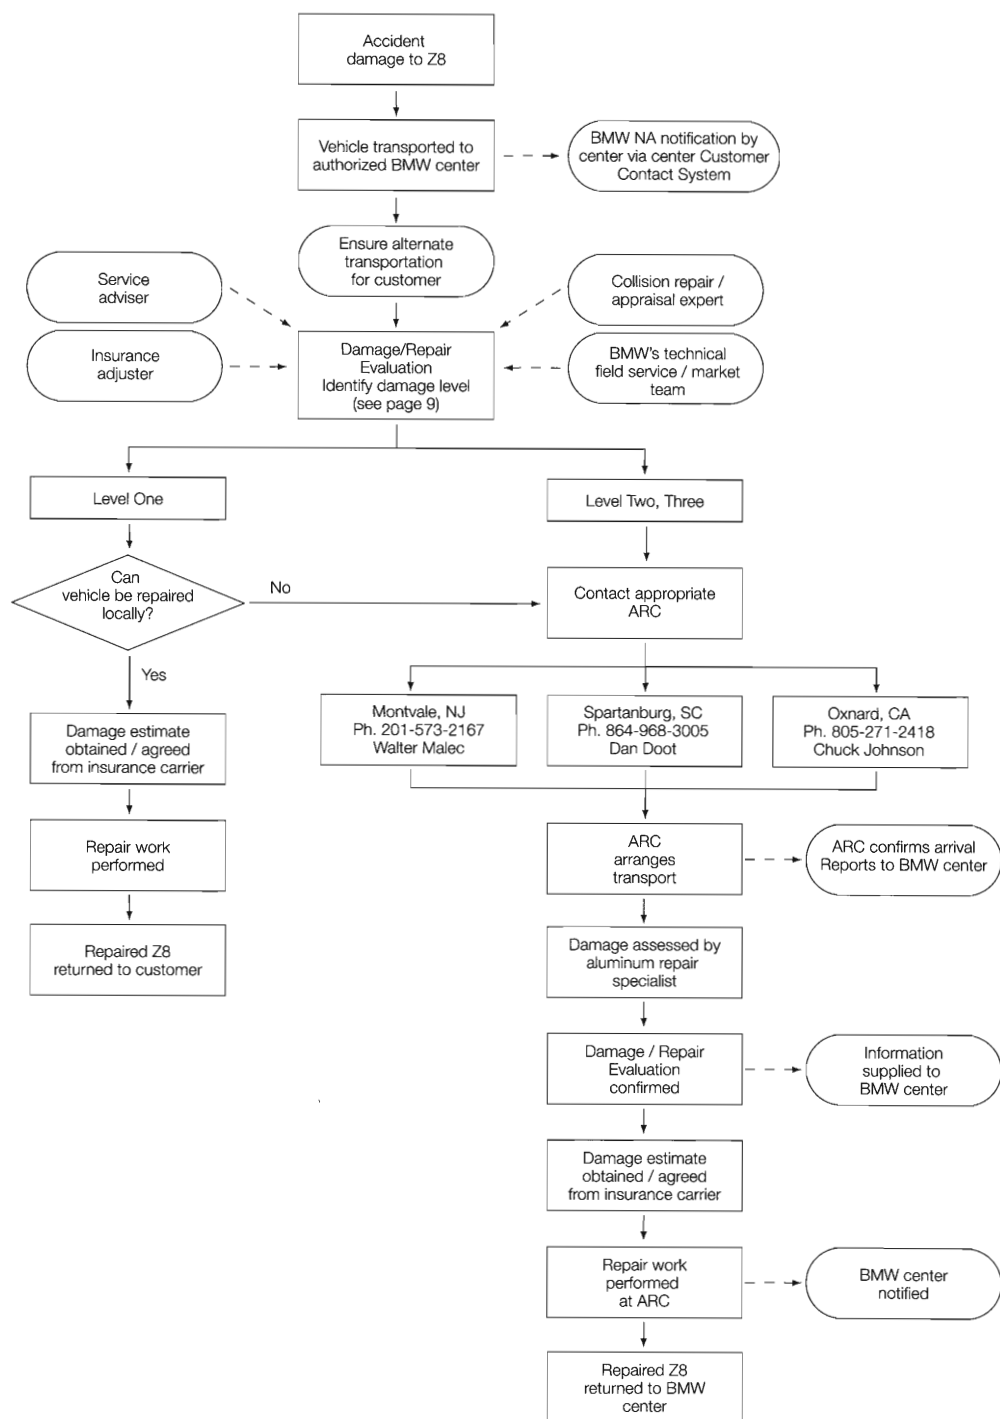 Accident
damage to Z8
Vehicle transported to
authorized BMW center
BMW NA notification by
center via center Customer
Contact System
Ensure alternate
transportation
for customer
Service
adviser
Collision repair /
appraisal expert
Insurance
adjuster
Damage/Repair
Evaluation
Identify damage level
(see page 9)
BMW's technical
field service / market
team
Level One
Level Two, Three
Can
vehicle be repaired
locally?
No
Contact appropriate
ARC
Yes
Montvale, NJ
Ph. 201-573-2167
Walter Malec
Spartanburg, SC
Ph. 864-968-3005
Dan Doot
Oxnard, CA
Ph. 805-271-2418
Chuck Johnson
Damage estimate
obtained / agreed
from insurance carrier
Repair work
performed
Repaired Z8
returned to customer
ARC
arranges
transport
ARC confirms arrival
Reports to BMW center
Damage assessed by
aluminum repair
specialist
Damage / Repair
Evaluation
confirmed
Information
supplied to
BMW center
Damage estimate
obtained / agreed
from insurance carrier
Repair work
performed
at ARC
BMW center
notified
Repaired Z8
returned to BMW
center